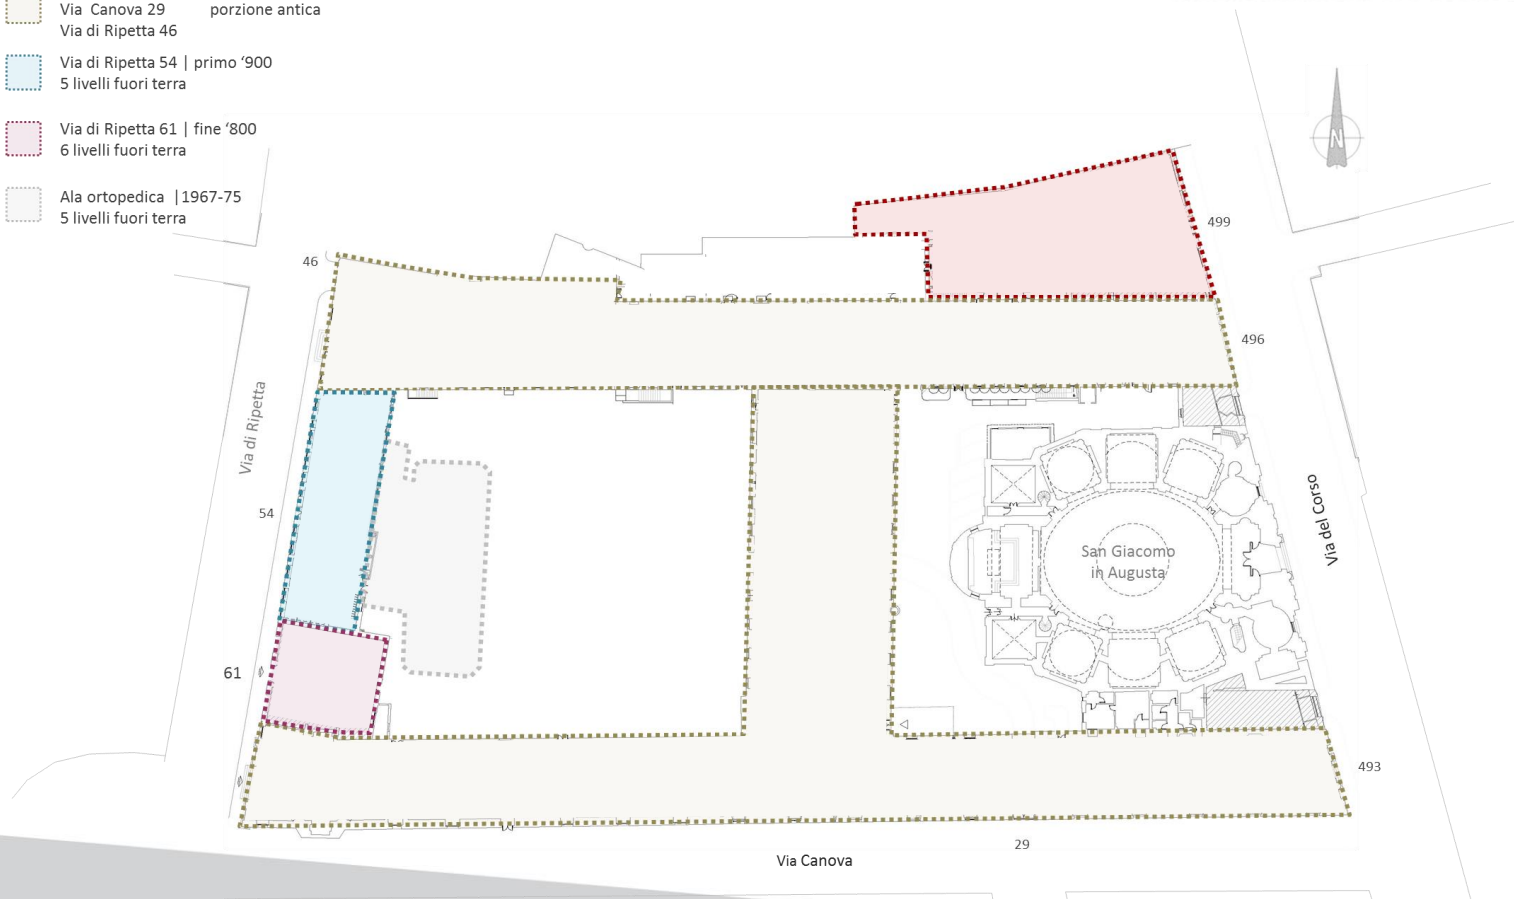 Via Canova 29 porzione antica
Via di Ripetta 46
Via di Ripetta 54 | primo ‘900
5 livelli fuori terra
Via di Ripetta 61 | fine ‘800
6 livelli fuori terra
Ala ortopedica |1967-75
5 livelli fuori terra
N
499
46
496
Via di Ripetta
54
San Giacomo
in Augusta
Via del Corso
61
493
29
Via Canova